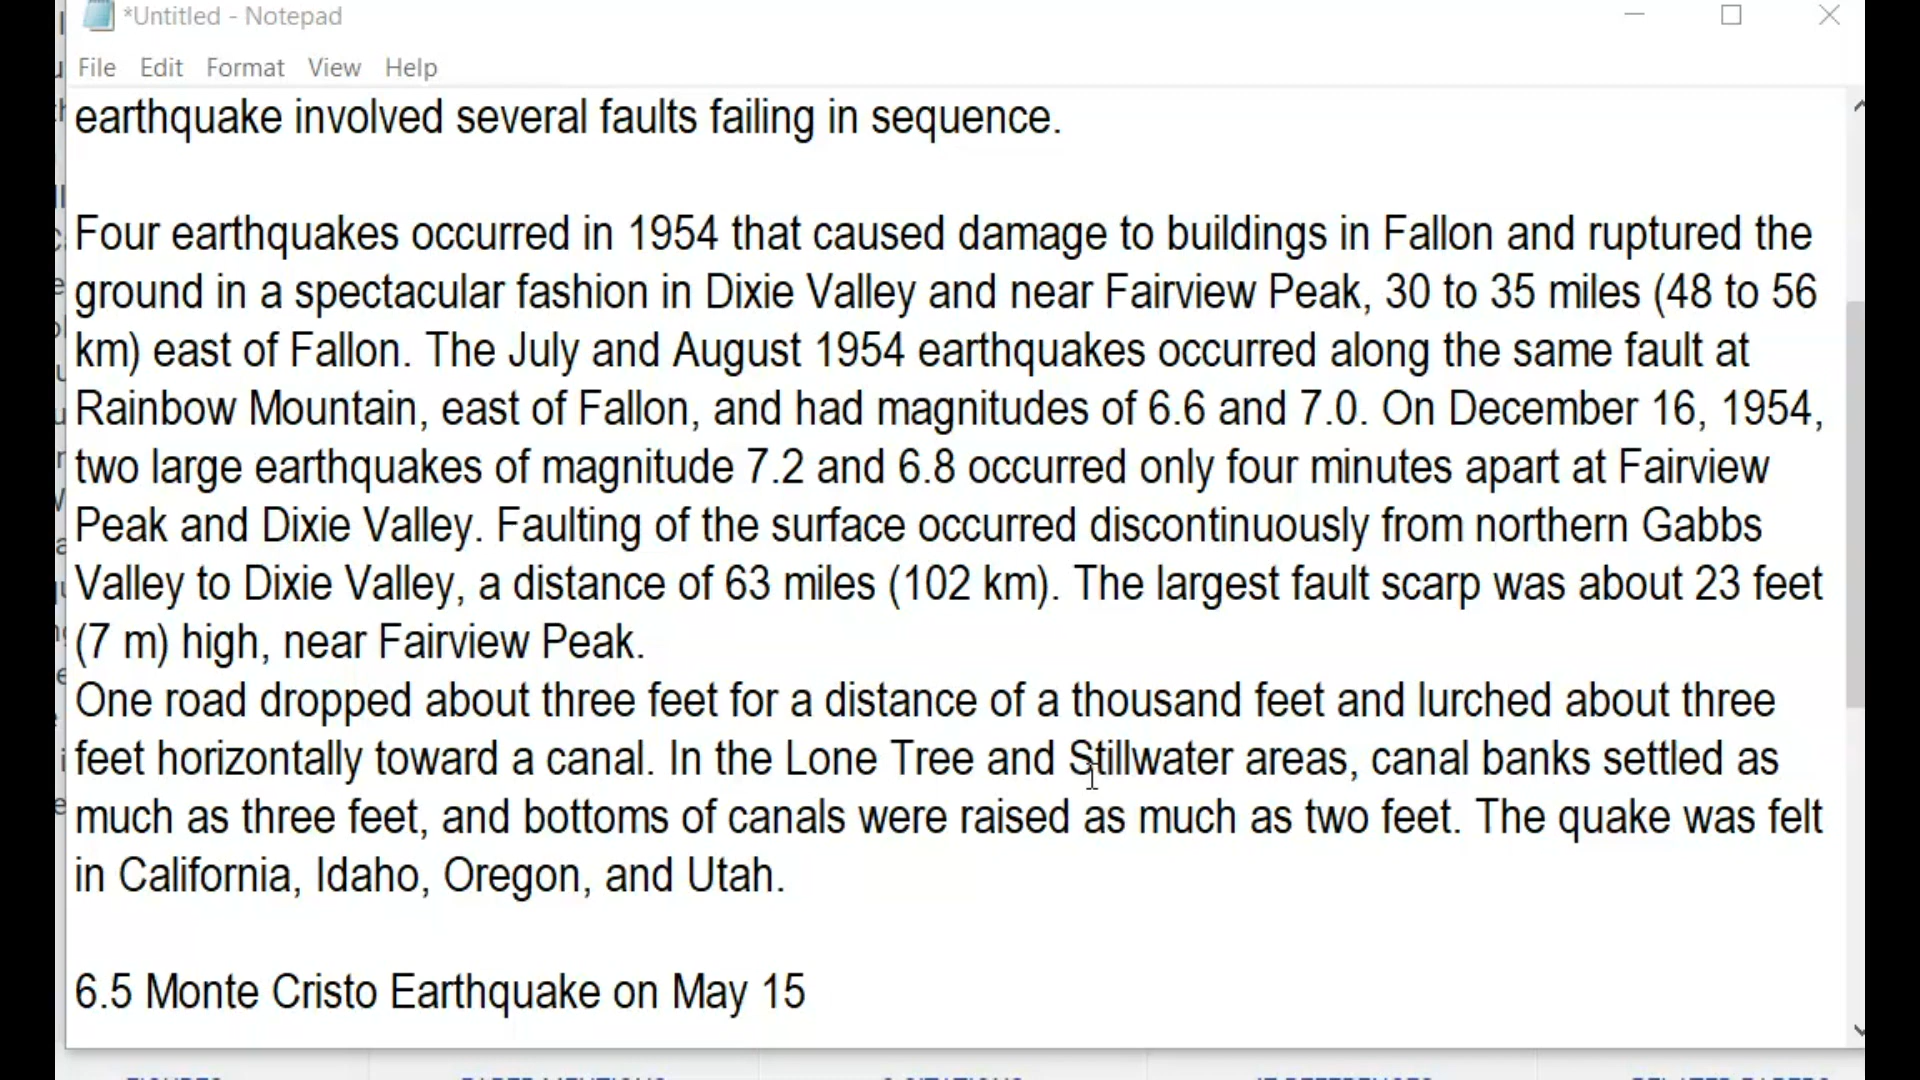 *Untitled - Notepad
File Edit Format View Help
earthquake involved several faults failing in sequence.
Four earthquakes occurred in 1954 that caused damage to buildings in Fallon and ruptured the
ground in a spectacular fashion in Dixie Valley and near Fairview Peak, 30 to 35 miles (48 to 56
km) east of Fallon. The July and August 1954 earthquakes occurred along the same fault at
Rainbow Mountain, east of Fallon, and had magnitudes of 6.6 and 7.0. On December 16, 1954,
two large earthquakes of magnitude 7.2 and 6.8 occurred only four minutes apart at Fairview
Peak and Dixie Valley. Faulting of the surface occurred discontinuously from northern Gabbs
Valley to Dixie Valley, a distance of 63 miles (102 km). The largest fault scarp was about 23 feet
(7 m) high, near Fairview Peak.
One road dropped about three feet for a distance of a thousand feet and lurched about three
feet horizontally toward a canal. In the Lone Tree and Stillwater areas, canal banks settled as
much as three feet, and bottoms of canals were raised as much as two feet. The quake was felt
in California, Idaho, Oregon, and Utah.
6.5 Monte Cristo Earthquake on May 15